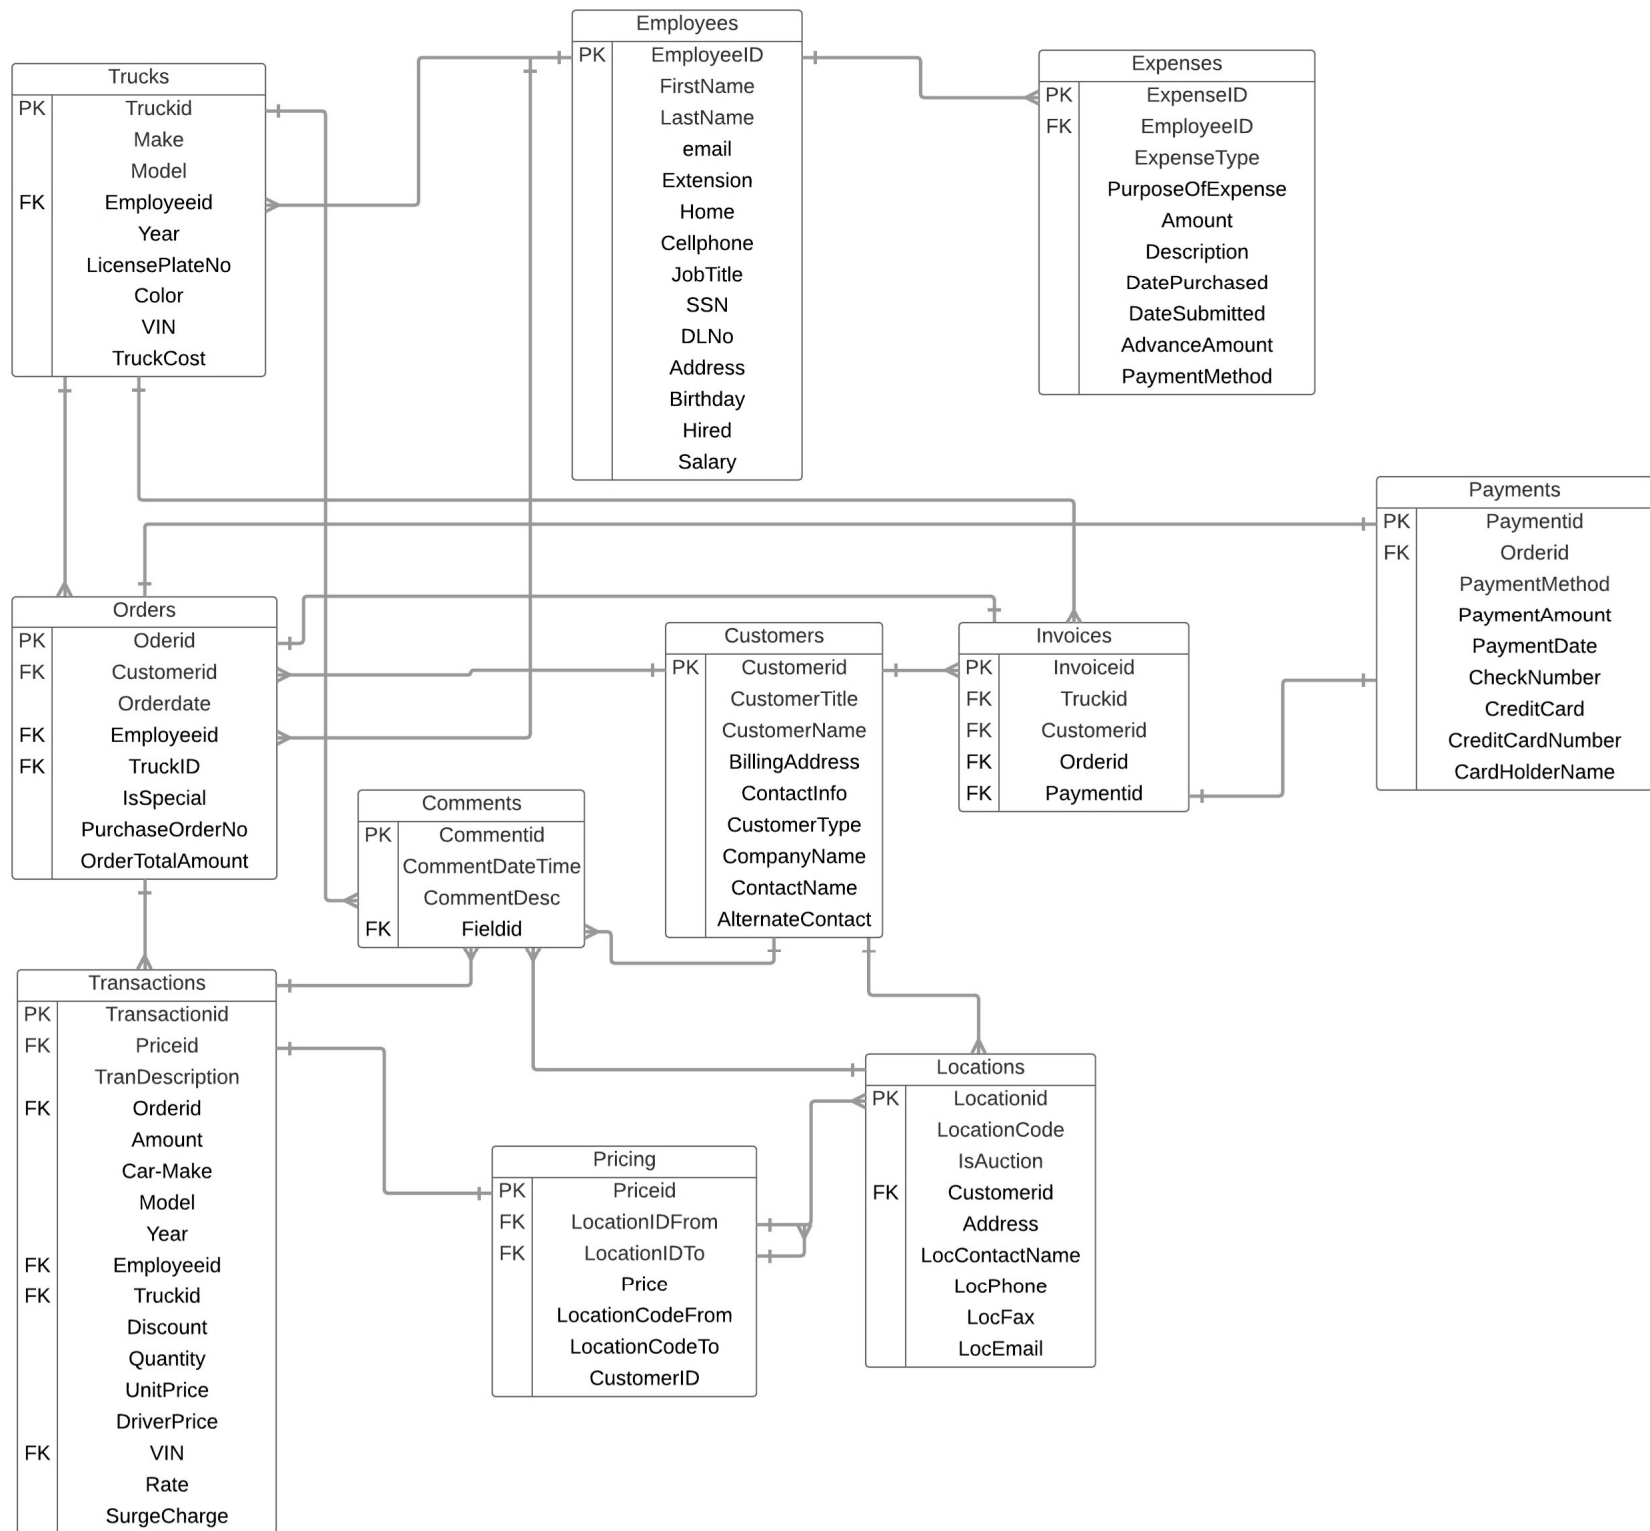 Trucks
PK Truckid
Make
Model
FK Employeeid
Year
LicensePlateNo
Color
VIN
TruckCost
Employees
PK EmployeeID
FirstName
LastName
email
Extension
Home
Cellphone
JobTitle
SSN
DLNo
Address
Birthday
Hired
Salary
Expenses
PK ExpenseID
FK EmployeeID
ExpenseType
PurposeOfExpense
Amount
Description
DatePurchased
DateSubmitted
AdvanceAmount
PaymentMethod
Payments
PK Paymentid
FK Orderid
PaymentMethod
PaymentAmount
PaymentDate
CheckNumber
CreditCard
CreditCardNumber
CardHolderName
Orders
PK Oderid
FK Customerid
Orderdate
FK Employeeid
FK TruckID
IsSpecial
PurchaseOrderNo
OrderTotalAmount
Customers
PK Customerid
CustomerTitle
CustomerName
BillingAddress
ContactInfo
CustomerType
CompanyName
ContactName
AlternateContact
Invoices
PK Invoiceid
FK Truckid
FK Customerid
FK Orderid
FK Paymentid
Comments
PK Commentid
CommentDateTime
CommentDesc
FK Fieldid
Transactions
PK Transactionid
FK Priceid
TranDescription
FK Orderid
Amount
Car-Make
Model
Year
FK Employeeid
FK Truckid
Discount
Quantity
UnitPrice
DriverPrice
FK VIN
Rate
SurgeCharge
Pricing
PK Priceid
FK LocationIDFrom
FK LocationIDTo
Price
LocationCodeFrom
LocationCodeTo
CustomerID
Locations
PK Locationid
LocationCode
IsAuction
FK Customerid
Address
LocContactName
LocPhone
LocFax
LocEmail